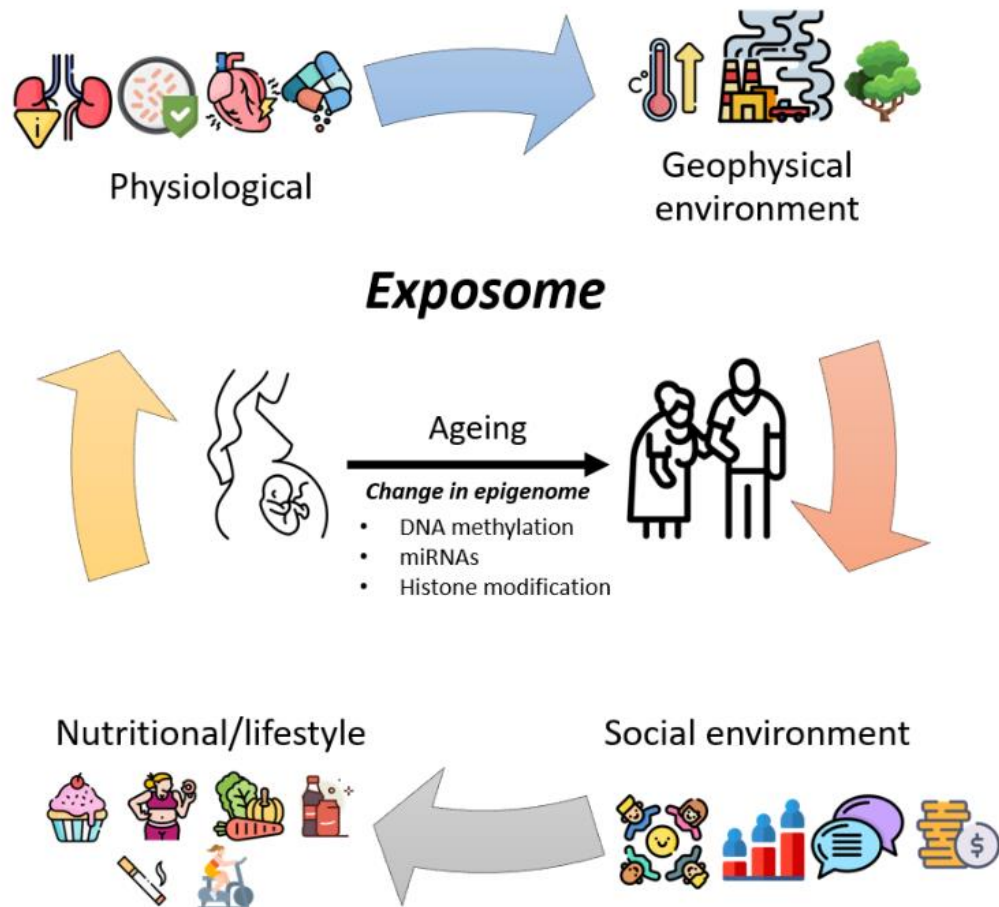 Physiological
Geophysical
environment
Exposome
Ageing
Change in epigenome
• DNA methylation
• miRNAs
• Histone modification
Nutritional/lifestyle
Social environment
C°
i
$